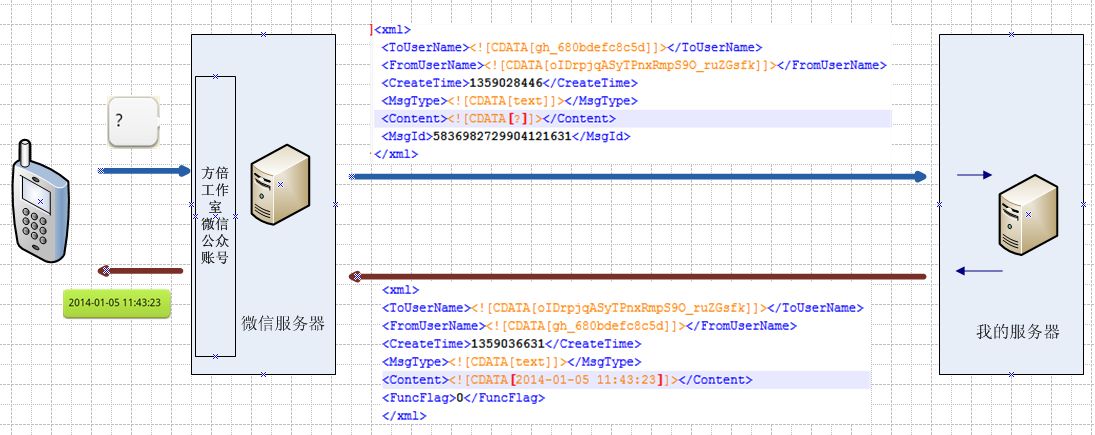 ?
方倍
工作
室
微信
公众
账号
微信服务器
2014-01-05 11:43:23
<xml>
<ToUserName><![CDATA[gh_680bdefc8c5d]]></ToUserName>
<FromUserName><![CDATA[oIDrpjqASyTPnxRmpS9O_ruZGsfk]]></FromUserName>
<CreateTime>1359028446</CreateTime>
<MsgType><![CDATA[text]]></MsgType>
<Content><![CDATA[?]]></Content>
<MsgId>5836982729904121631</MsgId>
</xml>
<xml>
<ToUserName><![CDATA[oIDrpjqASyTPnxRmpS9O_ruZGsfk]]></ToUserName>
<FromUserName><![CDATA[gh_680bdefc8c5d]]></FromUserName>
<CreateTime>1359036631</CreateTime>
<MsgType><![CDATA[text]]></MsgType>
<Content><![CDATA[2014-01-05 11:43:23]]></Content>
<FuncFlag>0</FuncFlag>
</xml>
我的服务器